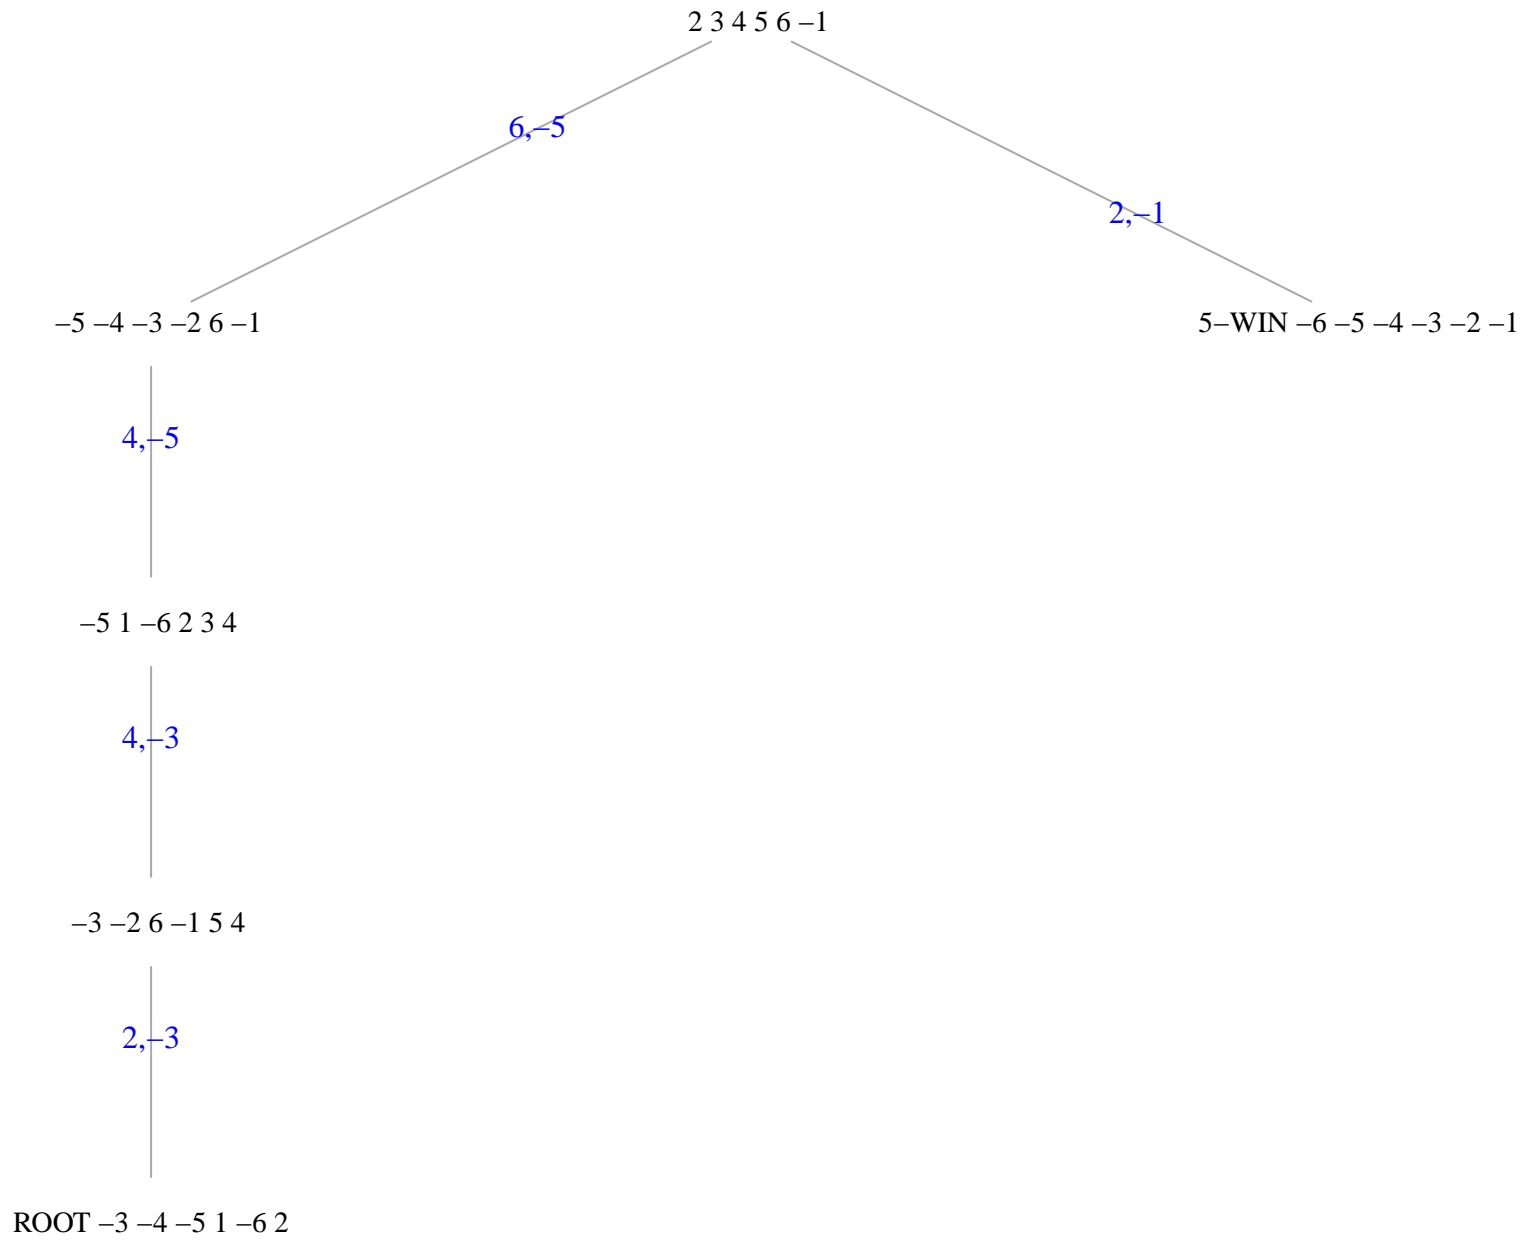 2 3 4 5 6 –1
6,–5
2,–1
–5 –4 –3 –2 6 –1
5–WIN –6 –5 –4 –3 –2 –1
4,–5
–5 1 –6 2 3 4
4,–3
–3 –2 6 –1 5 4
2,–3
ROOT –3 –4 –5 1 –6 2